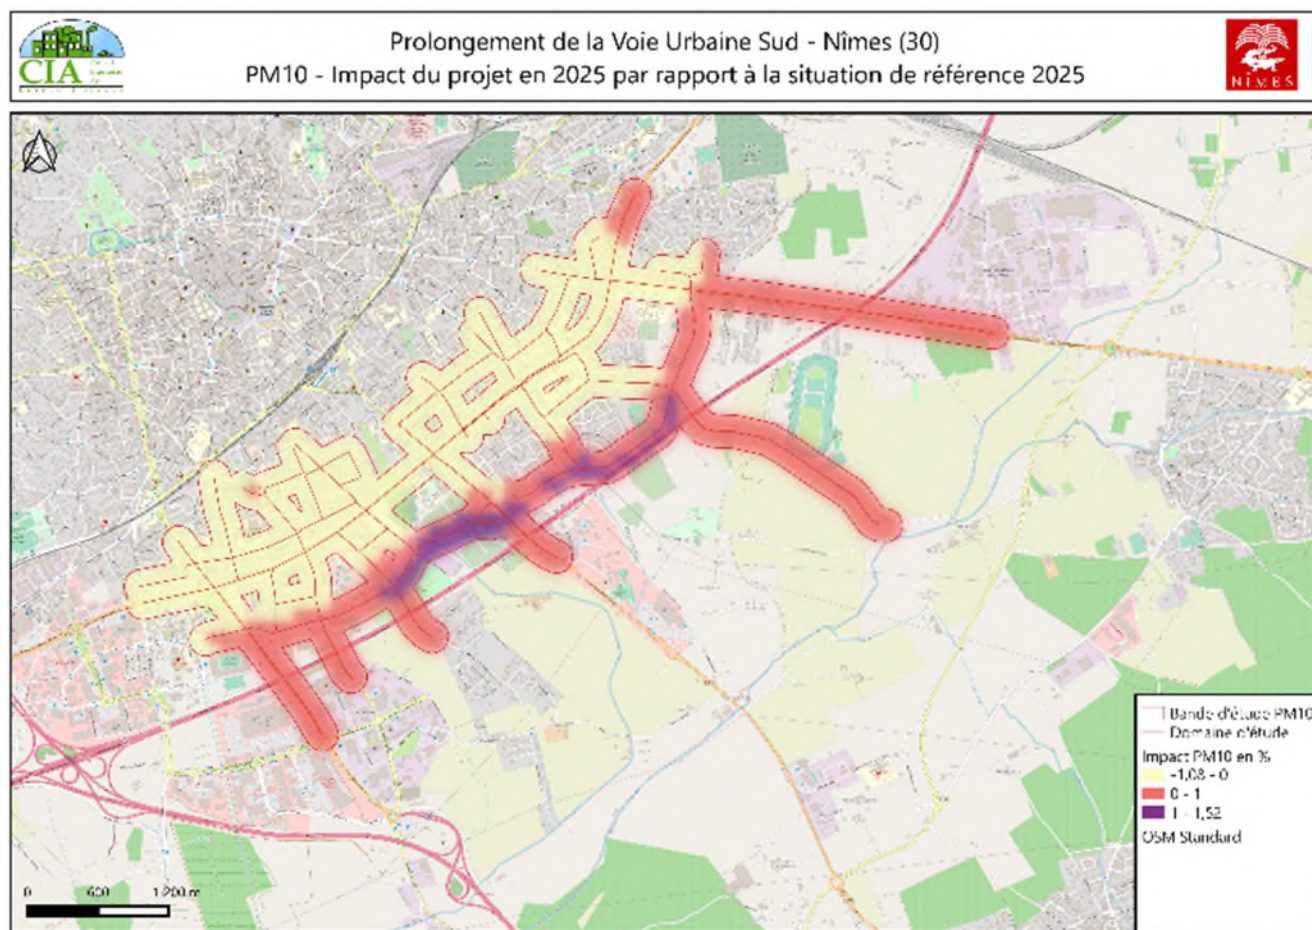 Prolongement de la Voie Urbaine Sud - Nîmes (30)
PM10 - Impact du projet en 2025 par rapport à la situation de référence 2025
CIA
NÎMES
Bande d'étude PM10
Domaine d'étude
Impact PM10 en %
-1,08 - 0
0 - 1
1 - 1,52
OSM Standard
0 600 1 200 m